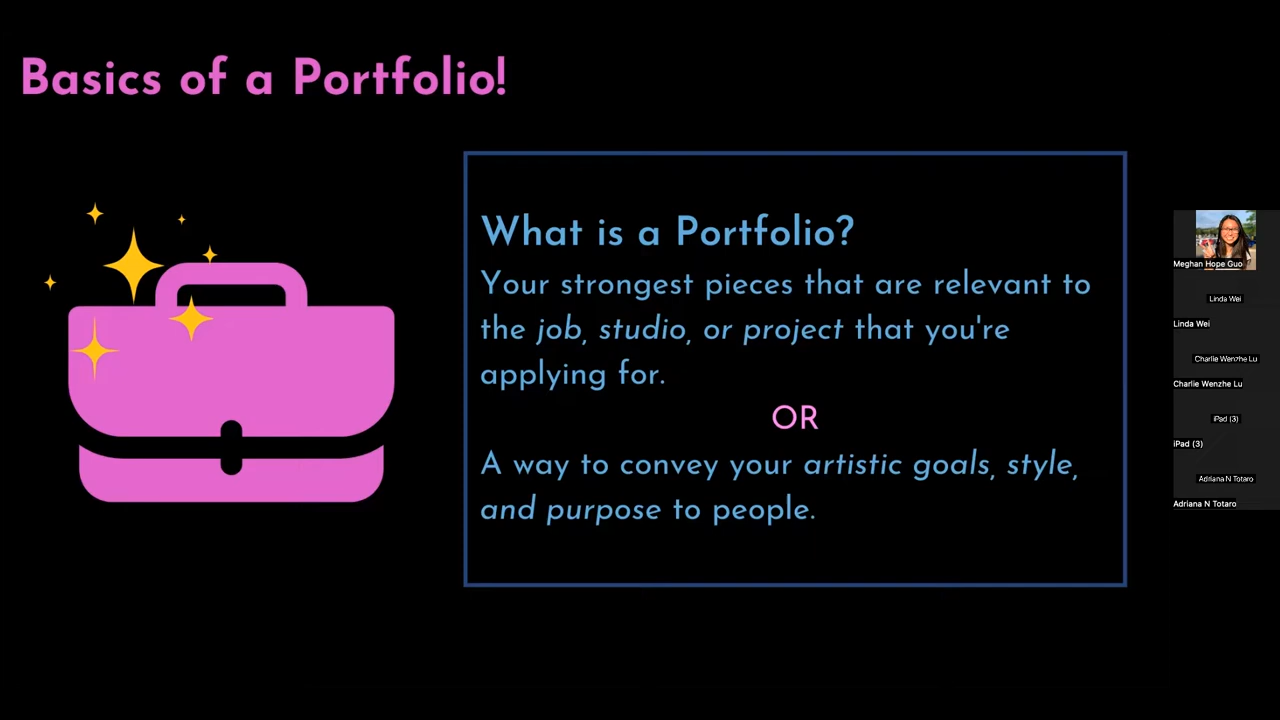 Basics of a Portfolio!
What is a Portfolio?
Your strongest pieces that are relevant to
the job, studio, or project that you're
applying for.
OR
A way to convey your artistic goals, style,
and purpose to people.
Meghan Hope Guo
Linda Wei
Linda Wei
Charlie Wenzhe Lu
Charlie Wenzhe Lu
iPad (3)
iPad (3)
Adriana N Totaro
Adriana N Totaro